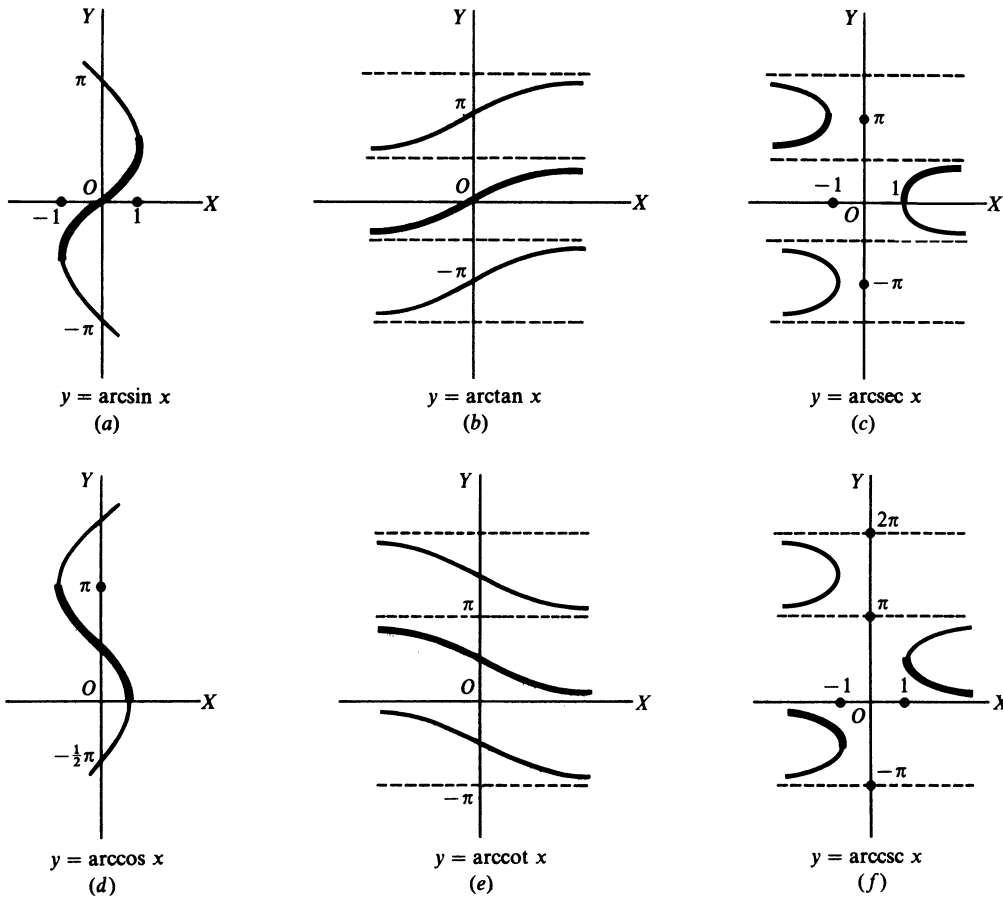 Y
π
O
−1
1
X
−π
y = arcsin x
(a)
Y
π
O
X
−π
y = arctan x
(b)
Y
π
−1
1
O
X
−π
y = arcsec x
(c)
Y
π
O
X
−½π
y = arccos x
(d)
Y
π
O
X
−π
y = arccot x
(e)
Y
2π
π
−1
1
O
X
−π
y = arccsc x
(f)